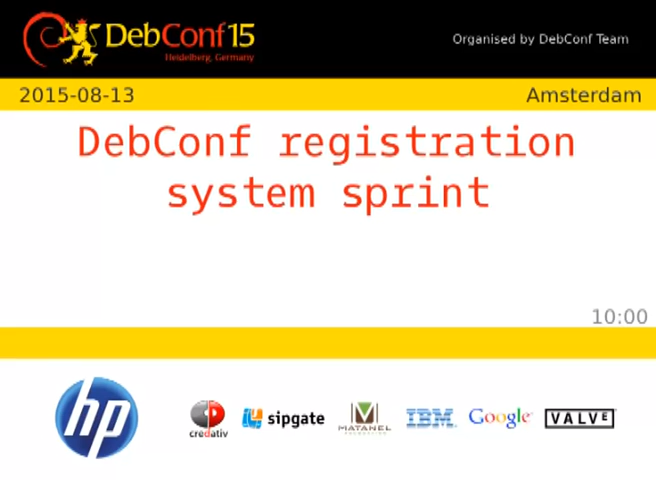 DebConf15
Heidelberg, Germany
Organised by DebConf Team
2015-08-13
Amsterdam
DebConf registration
system sprint
10:00
hp
credativ
sipgate
MATANEL
IBM
Google
VALVE